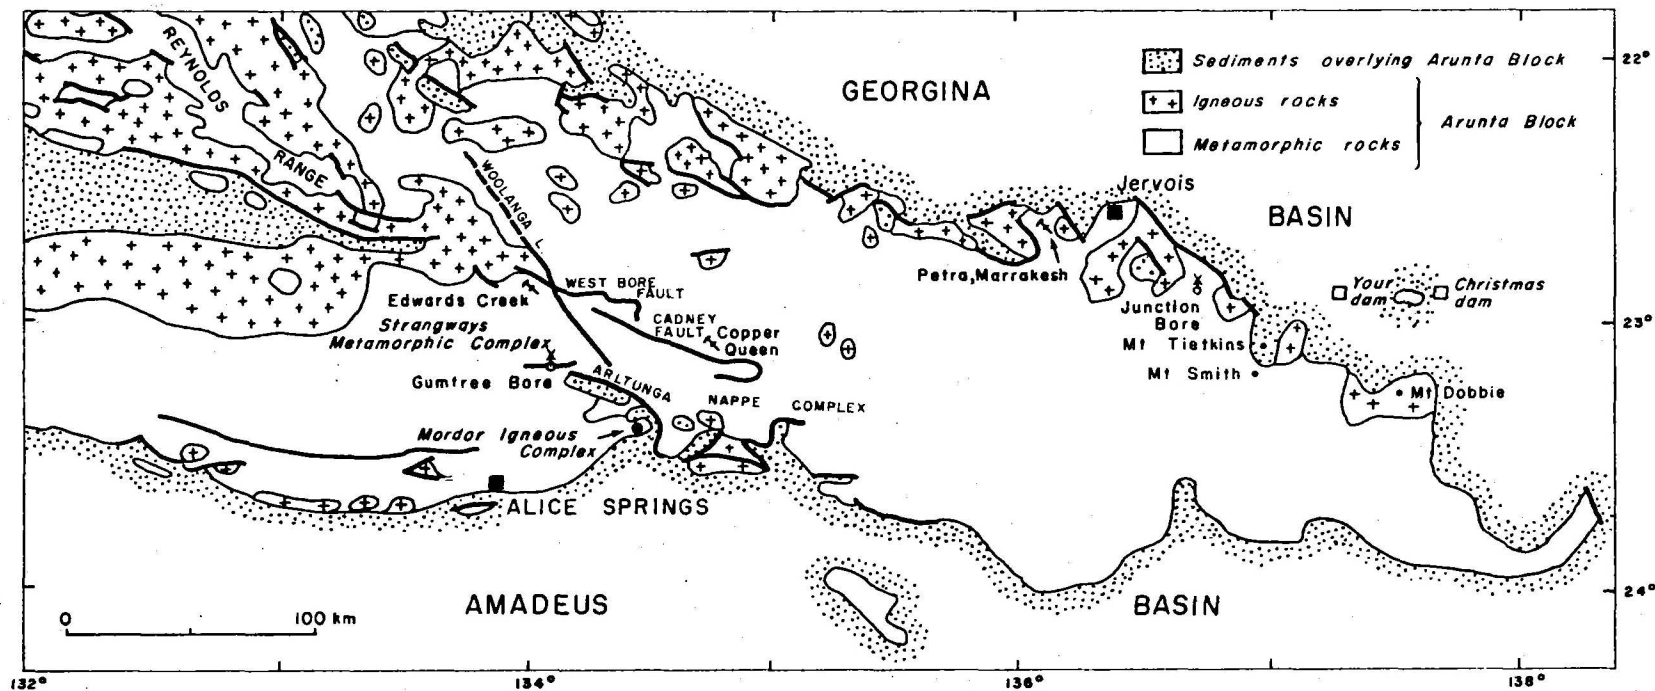 REYNOLDS
RANGE
GEORGINA
BASIN
Sediments overlying Arunta Block
Igneous rocks
Metamorphic rocks
Arunta Block
22°
WOOLANGA L.
Jervois
Petra, Marrakesh
Junction
Bore
Your
dam
Christmas
dam
WEST BORE
FAULT
Edwards Creek
CADNEY
FAULT
Copper
Queen
Strangways
Metamorphic Complex
Gumtree Bore
23°
Mt Tietkins
Mt Smith
Mt Dobbie
ARLTUNGA
NAPPE
COMPLEX
Mordor Igneous
Complex
ALICE SPRINGS
AMADEUS
BASIN
24°
0
100 km
132°
134°
136°
138°